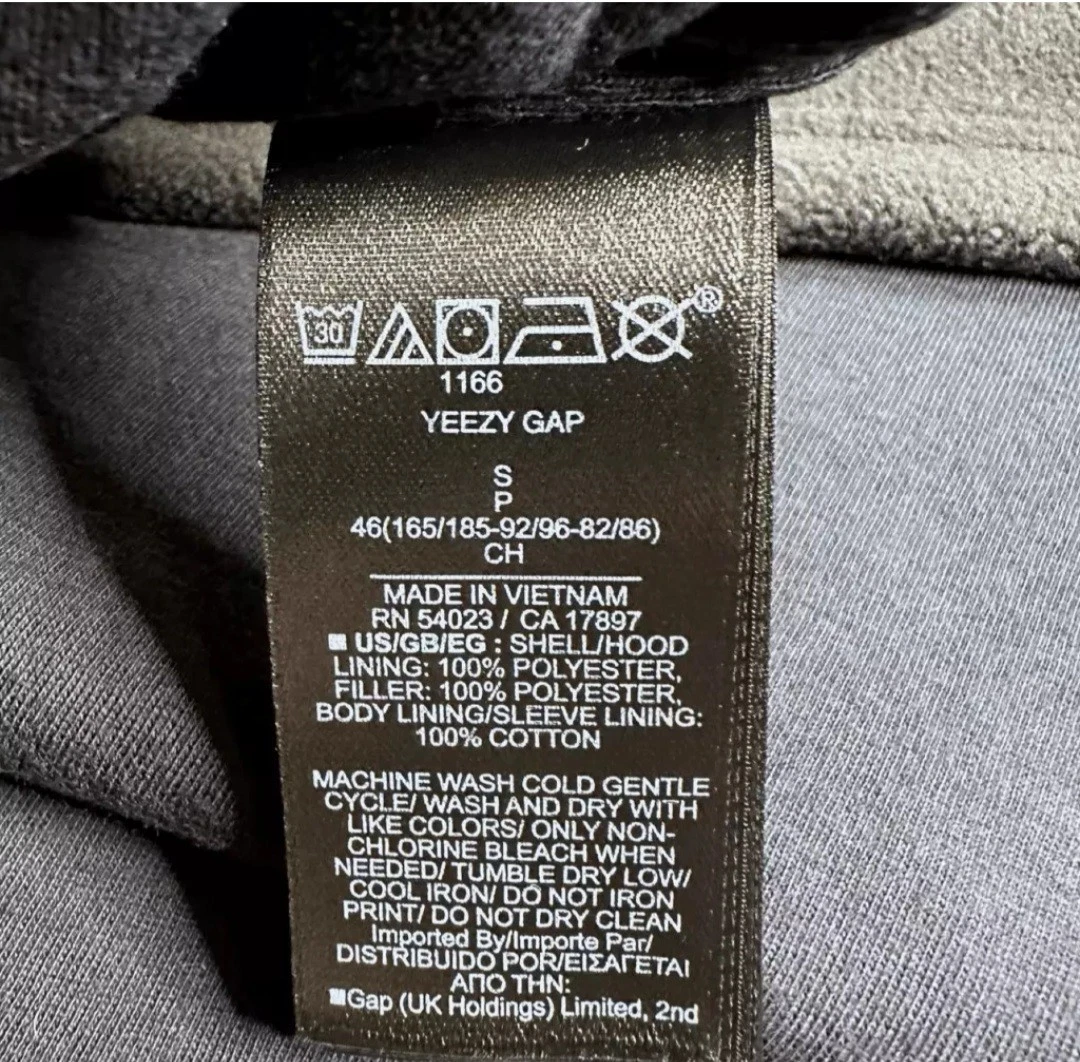 30
®
1166
YEEZY GAP
S
P
46(165/185-92/96-82/86)
CH
MADE IN VIETNAM
RN 54023 / CA 17897
US/GB/EG : SHELL/HOOD
LINING: 100% POLYESTER,
FILLER: 100% POLYESTER,
BODY LINING/SLEEVE LINING:
100% COTTON
MACHINE WASH COLD GENTLE
CYCLE/ WASH AND DRY WITH
LIKE COLORS/ ONLY NON-
CHLORINE BLEACH WHEN
NEEDED/ TUMBLE DRY LOW/
COOL IRON/ DO NOT IRON
PRINT/ DO NOT DRY CLEAN
Imported By/Importe Par/
DISTRIBUIDO POR/ΕΙΣΑΓΕΤΑΙ
ΑΠΟ ΤΗΝ:
Gap (UK Holdings) Limited, 2nd